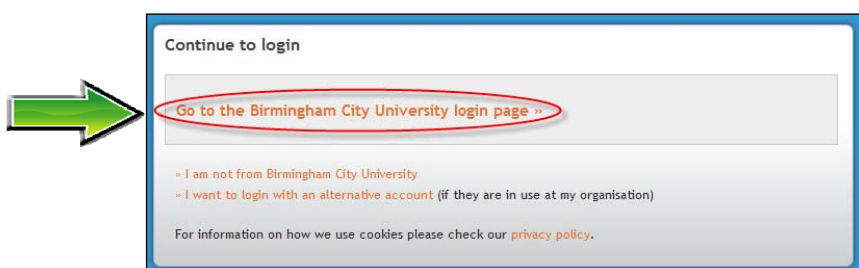 Continue to login
Go to the Birmingham City University login page »
» I am not from Birmingham City University
» I want to login with an alternative account (if they are in use at my organisation)
For information on how we use cookies please check our privacy policy.